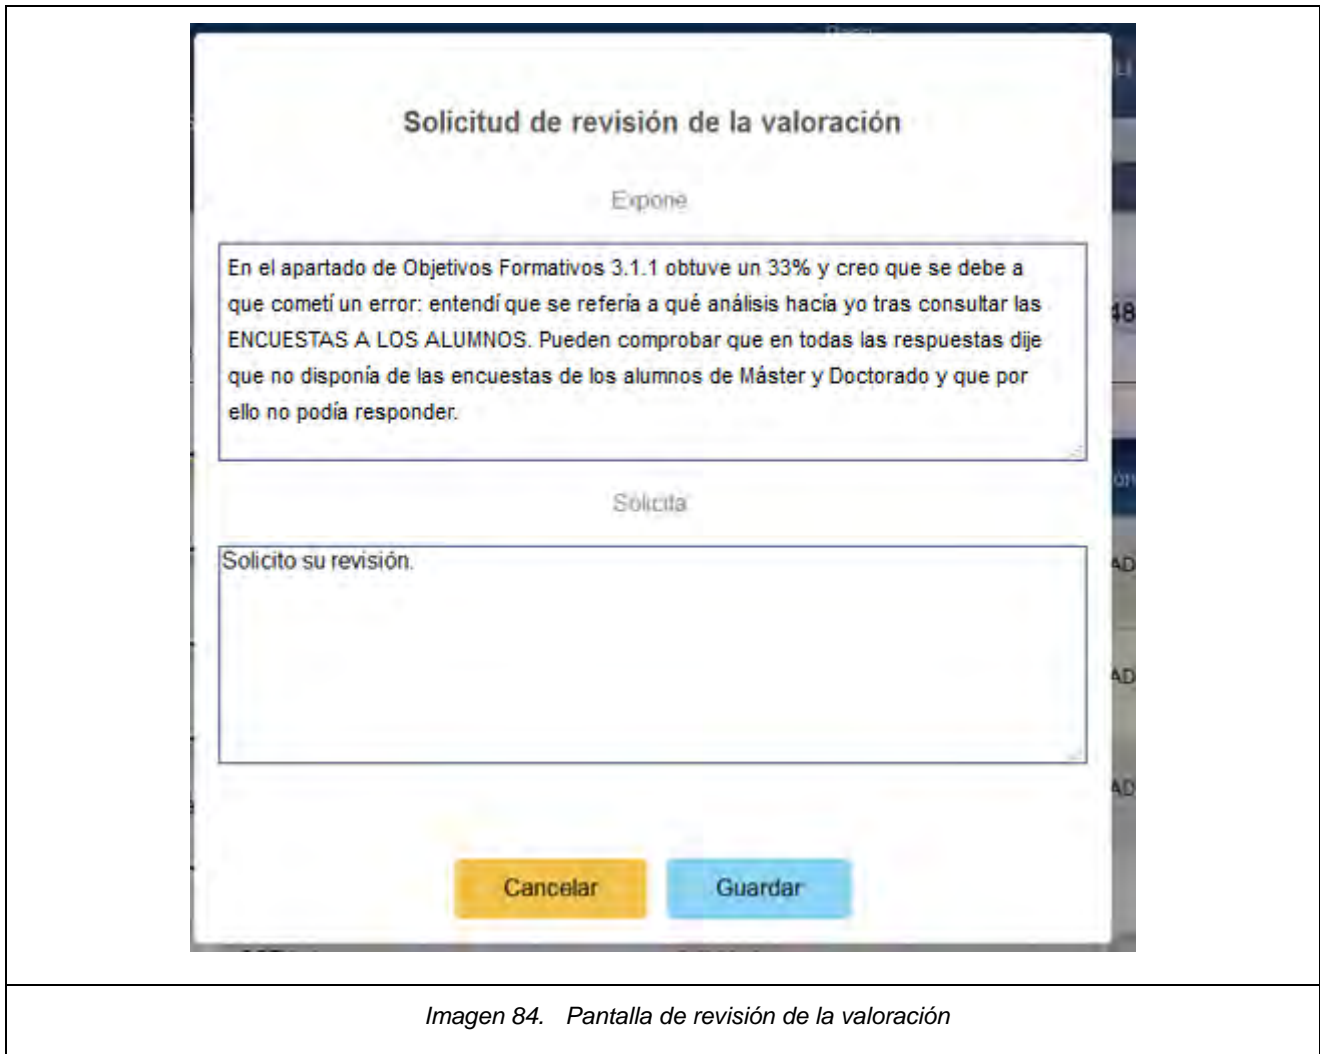 Solicitud de revisión de la valoración
Expone
En el apartado de Objetivos Formativos 3.1.1 obtuve un 33% y creo que se debe a
que cometí un error: entendí que se refería a qué análisis hacía yo tras consultar las
ENCUESTAS A LOS ALUMNOS. Pueden comprobar que en todas las respuestas dije
que no disponía de las encuestas de los alumnos de Máster y Doctorado y que por
ello no podía responder.
48
Solicita
Solicito su revisión.
AD
AD
AD
Cancelar
Guardar
Imagen 84. Pantalla de revisión de la valoración